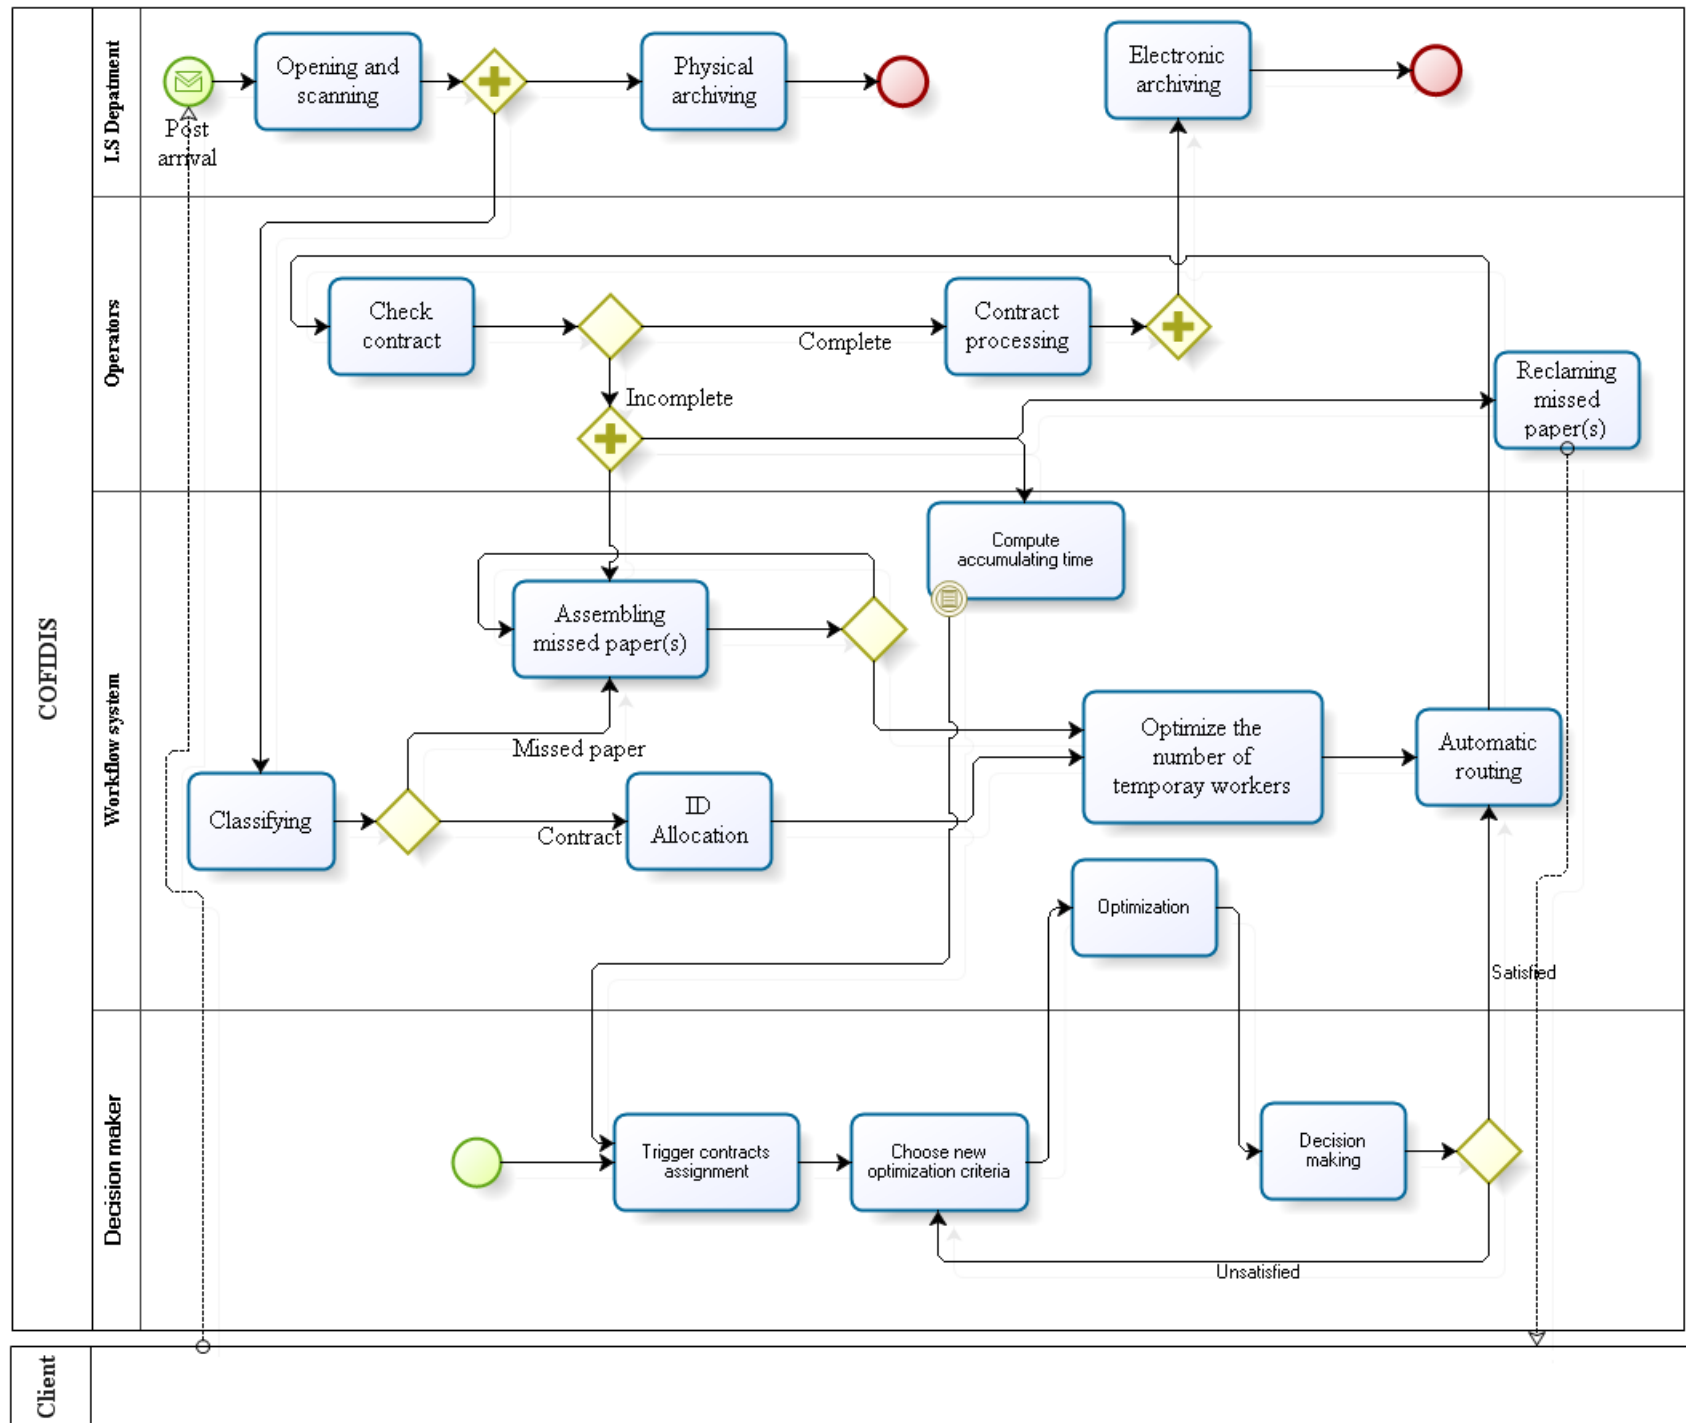 COFIDIS
I.S Depatment
Post
arrival
Opening and
scanning
Physical
archiving
Electronic
archiving
Operators
Check
contract
Complete
Incomplete
Contract
processing
Reclaming
missed
paper(s)
Workflow system
Compute
accumulating time
Assembling
missed paper(s)
Missed paper
Classifying
Contract
ID
Allocation
Optimize the
number of
temporay workers
Automatic
routing
Optimization
Satisfied
Decision maker
Trigger contracts
assignment
Choose new
optimization criteria
Decision
making
Unsatisfied
Client